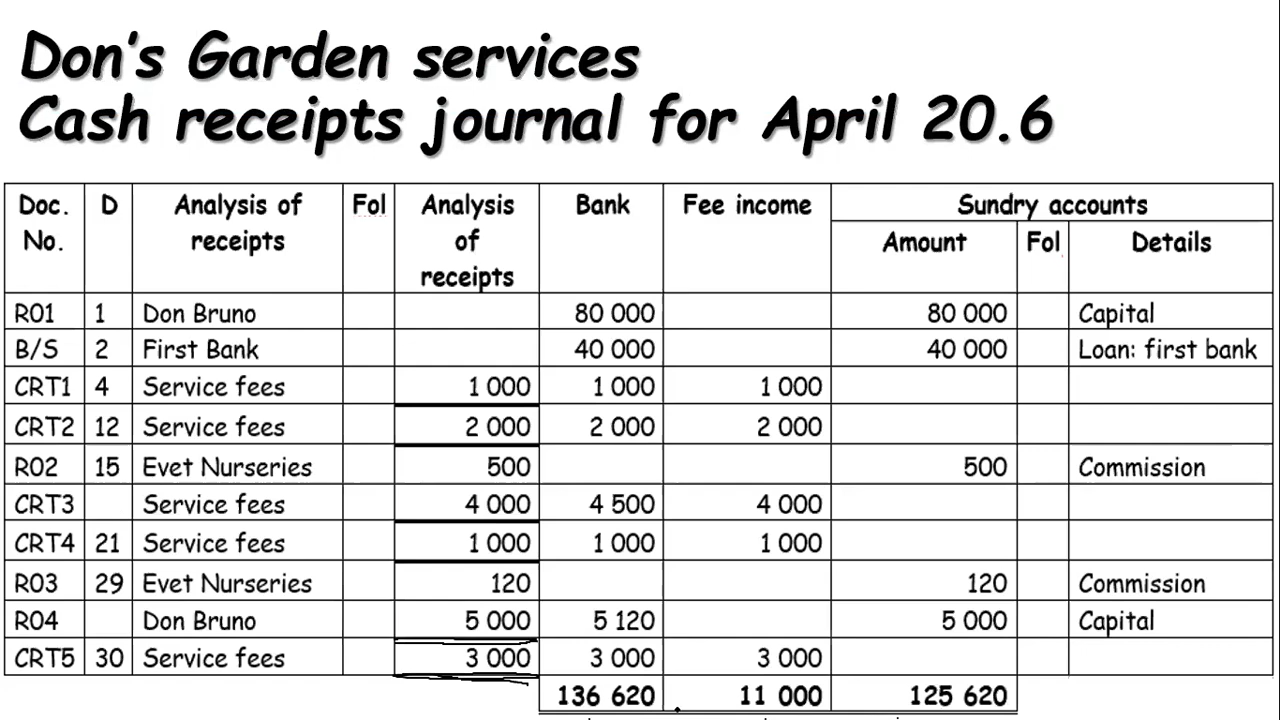 Don's Garden services
Cash receipts journal for April 20.6
Doc. No. D Analysis of receipts Fol Analysis of receipts Bank Fee income Sundry accounts
Amount Fol Details
R01 1 Don Bruno 80 000 80 000 Capital
B/S 2 First Bank 40 000 40 000 Loan: first bank
CRT1 4 Service fees 1 000 1 000 1 000
CRT2 12 Service fees 2 000 2 000 2 000
R02 15 Evet Nurseries 500 500 Commission
CRT3 Service fees 4 000 4 500 4 000
CRT4 21 Service fees 1 000 1 000 1 000
R03 29 Evet Nurseries 120 120 Commission
R04 Don Bruno 5 000 5 120 5 000 Capital
CRT5 30 Service fees 3 000 3 000 3 000
136 620 11 000 125 620